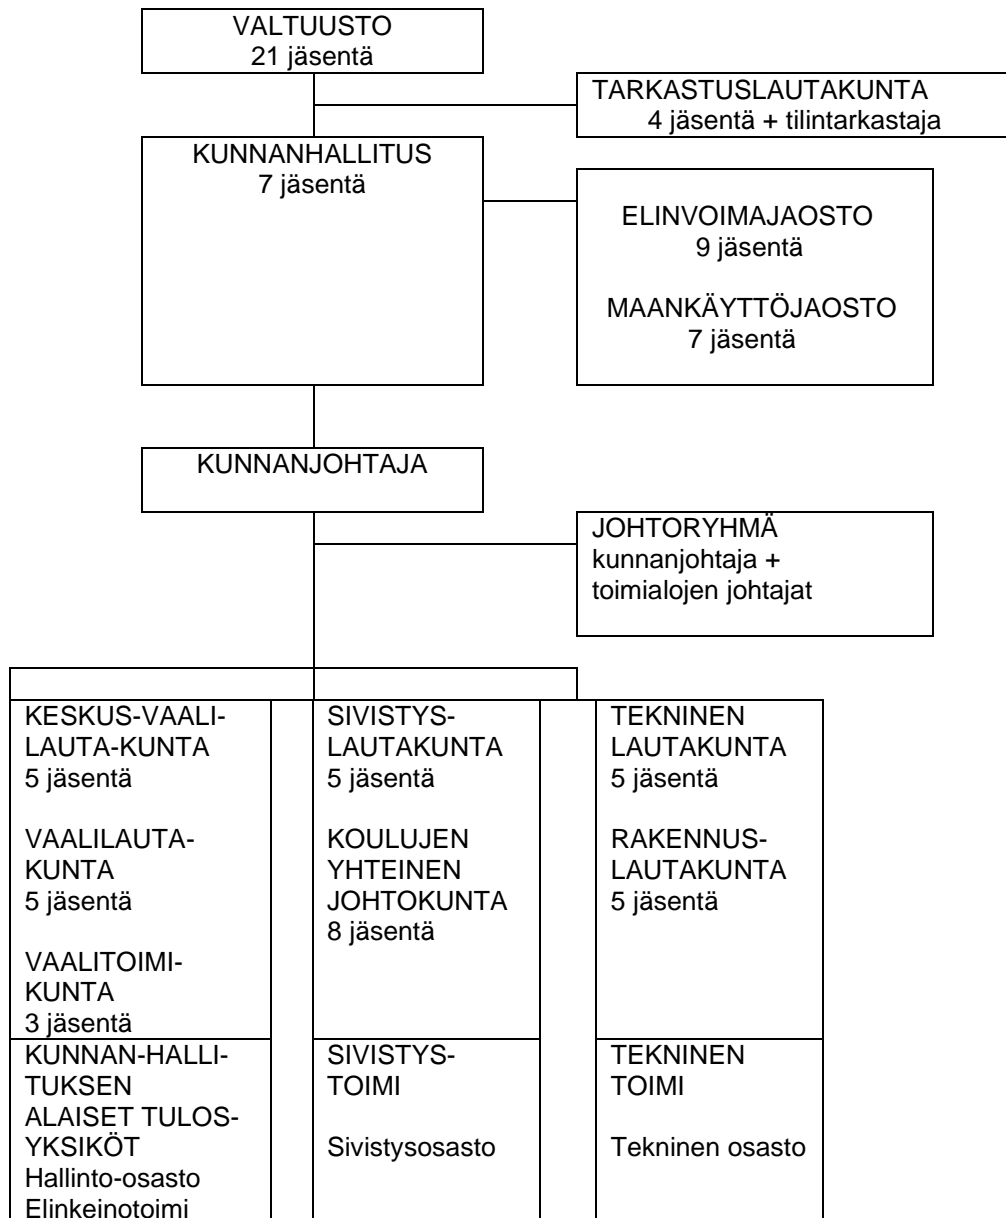 VALTUUSTO
21 jäsentä
TARKASTUSLAUTAKUNTA
4 jäsentä + tilintarkastaja
KUNNANHALLITUS
7 jäsentä
ELINVOIMAJAOSTO
9 jäsentä
MAANKÄYTTÖJAOSTO
7 jäsentä
KUNNANJOHTAJA
JOHTORYHMÄ
kunnanjohtaja +
toimialojen johtajat
KESKUS-VAALI-
LAUTA-KUNTA
5 jäsentä
VAALILAUTA-
KUNTA
5 jäsentä
VAALITOIMI-
KUNTA
3 jäsentä
SIVISTYS-
LAUTAKUNTA
5 jäsentä
KOULUJEN
YHTEINEN
JOHTOKUNTA
8 jäsentä
TEKNINEN
LAUTAKUNTA
5 jäsentä
RAKENNUS-
LAUTAKUNTA
5 jäsentä
KUNNAN-HALLI-
TUKSEN
ALAISET TULOS-
YKSIKÖT
Hallinto-osasto
Elinkeinotoimi
SIVISTYS-
TOIMI
Sivistysosasto
TEKNINEN
TOIMI
Tekninen osasto